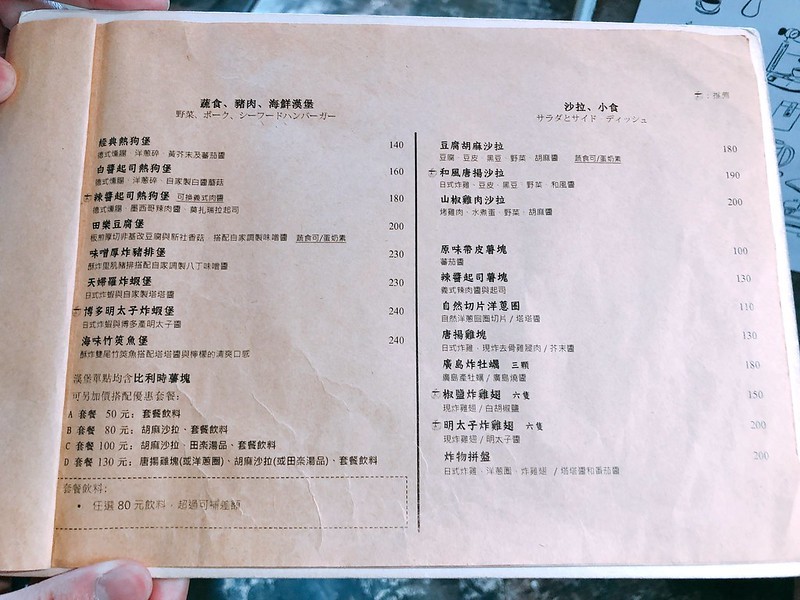 蔬食、豬肉、海鮮漢堡
野菜、ポーク、シーフードハンバーガー
經典熱狗堡 140
德式燻腸、洋蔥碎、黃芥末及蕃茄醬
白醬起司熱狗堡 160
德式燻腸、洋蔥碎、自家製白醬蘑菇
辣醬起司熱狗堡 可換義式肉醬 180
德式燻腸、墨西哥辣肉醬、莫扎瑞拉起司
田樂豆腐堡 200
板煎厚切非基改豆腐與新社香菇，搭配自家調製味噌醬 蔬食可/蛋奶素
味噌厚炸豬排堡 230
酥炸里肌豬排搭配自家調製八丁味噌醬
天婦羅炸蝦堡 230
日式炸蝦與自家製塔塔醬
博多明太子炸蝦堡 240
日式炸蝦與博多產明太子醬
海味竹筴魚堡 240
酥炸雙尾竹筴魚搭配塔塔醬與檸檬的清爽口感
漢堡單點均含比利時薯塊
可另加價搭配優惠套餐：
A 套餐 50 元：套餐飲料
B 套餐 80 元：胡麻沙拉、套餐飲料
C 套餐 100 元：胡麻沙拉、田楽湯品、套餐飲料
D 套餐 130 元：唐揚雞塊(或洋蔥圈)、胡麻沙拉(或田楽湯品)、套餐飲料
套餐飲料：
• 任選 80 元飲料，超過可補差額
：推薦
沙拉、小食
サラダとサイド ディッシュ
豆腐胡麻沙拉 180
豆腐、豆皮、黑豆、野菜、胡麻醬 蔬食可/蛋奶素
和風唐揚沙拉 190
日式炸雞、豆皮、黑豆、野菜、和風醬
山椒雞肉沙拉 200
烤雞肉、水煮蛋、野菜、胡麻醬
原味帶皮薯塊 100
蕃茄醬
辣醬起司薯塊 130
義式辣肉醬與起司
自然切片洋蔥圈 110
自然洋蔥圓圈切片 / 塔塔醬
唐揚雞塊 130
日式炸雞，現炸去骨雞腿肉 / 芥末醬
廣島炸牡蠣 三顆 180
廣島產牡蠣 / 廣島燒醬
椒鹽炸雞翅 六隻 150
現炸雞翅 / 白胡椒鹽
明太子炸雞翅 六隻 200
現炸雞翅 / 明太子醬
炸物拼盤 200
日式炸雞、洋蔥圈、炸雞翅 / 塔塔醬和番茄醬